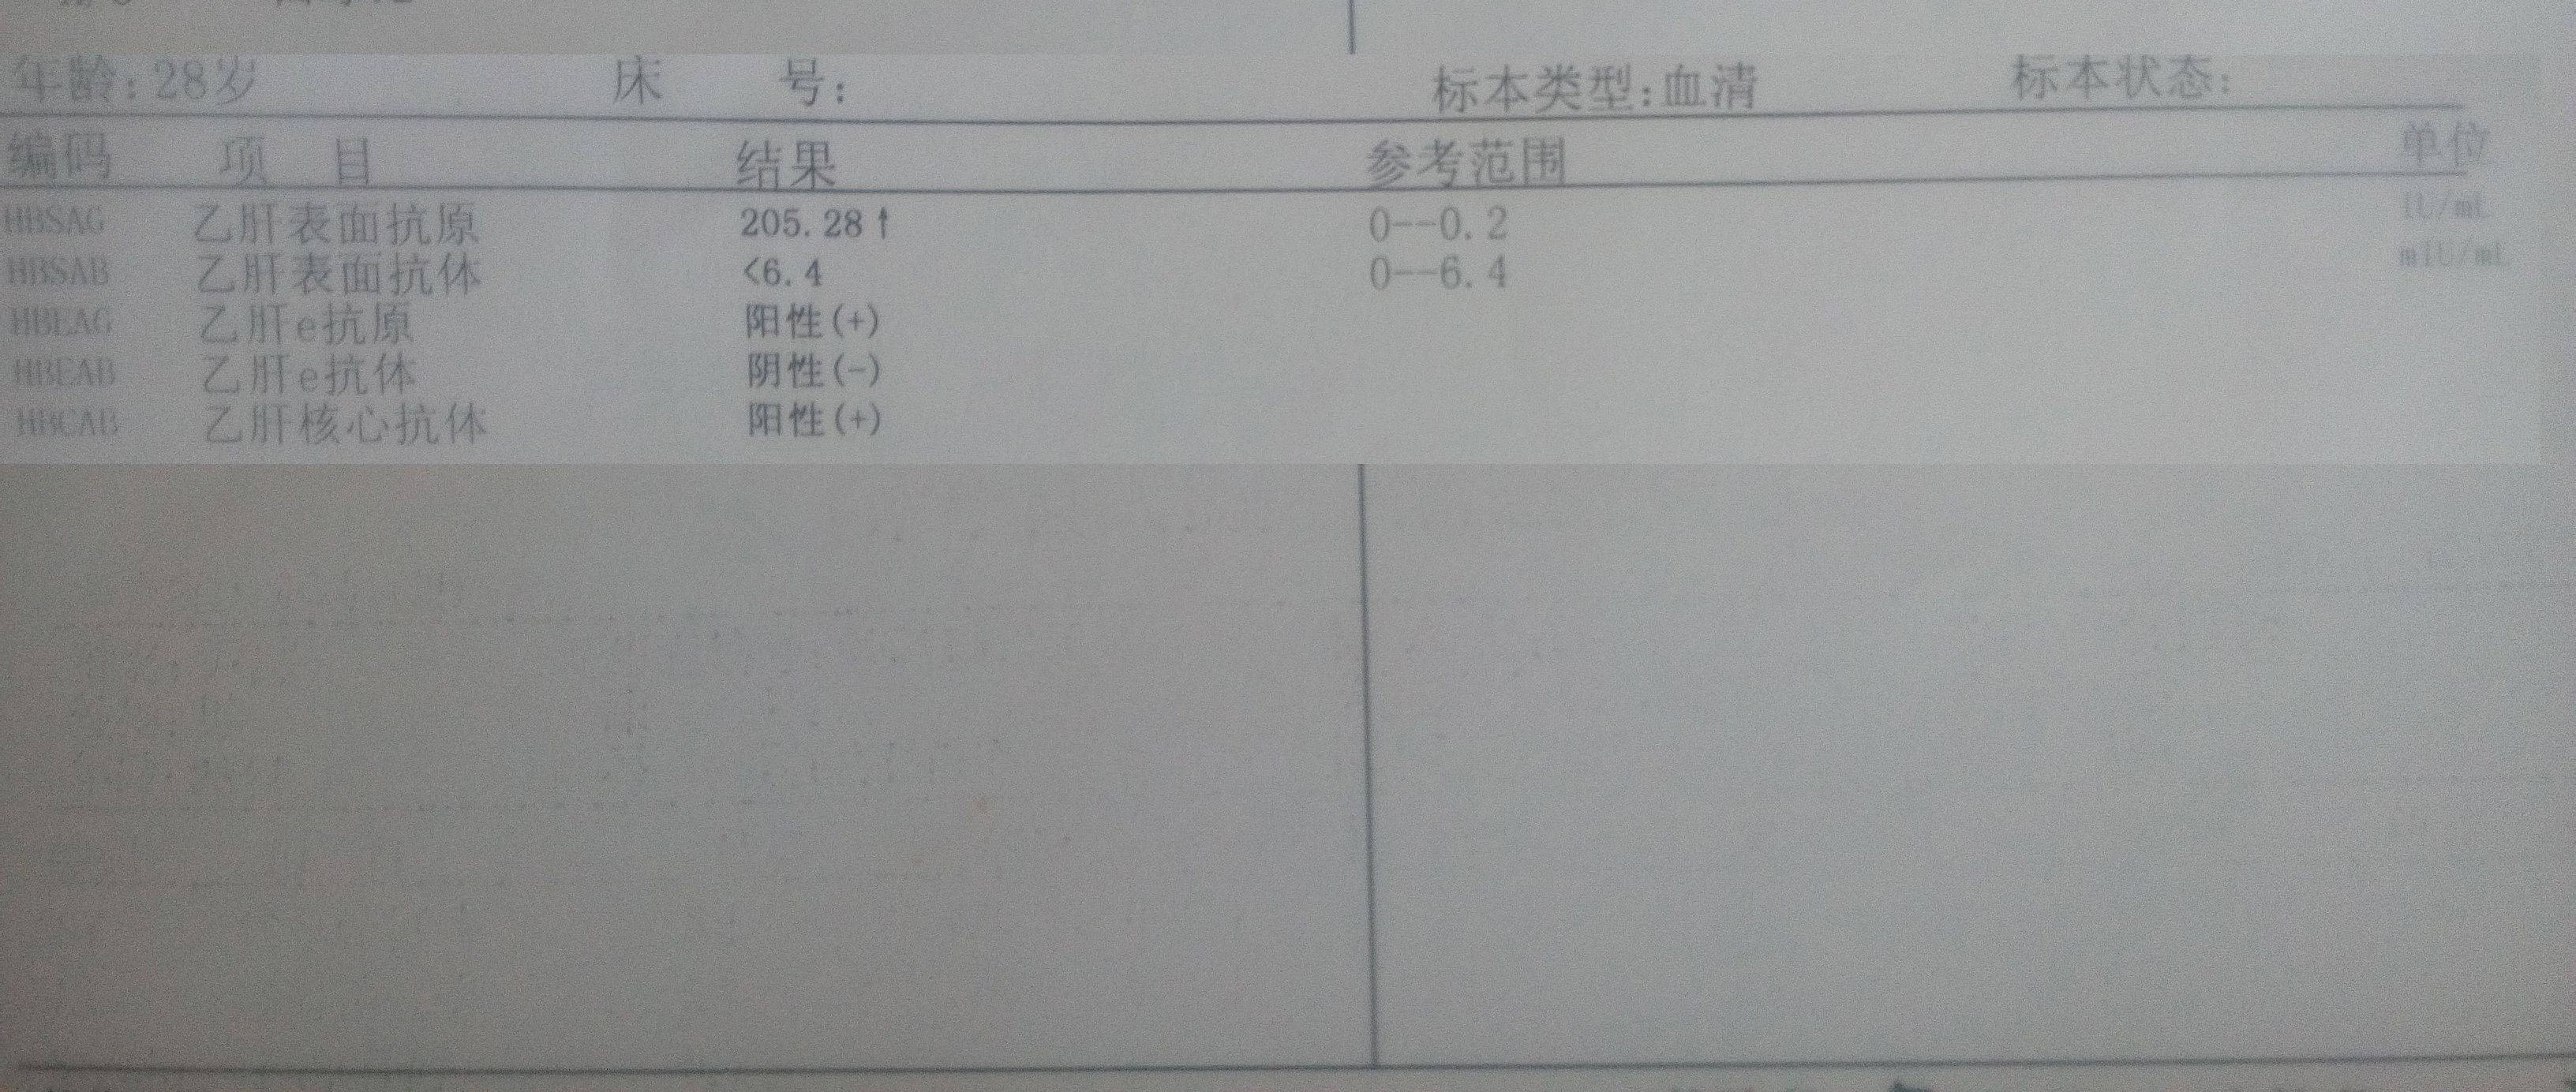 年龄: 28岁 床 号: 标本类型: 血清 标本状态:
编码 项 目 结果 参考范围 单位
HBSAG 乙肝表面抗原 205.28↑ 0--0.2 IU/mL
HBSAB 乙肝表面抗体 <6.4 0--6.4 mIU/mL
HBEAG 乙肝e抗原 阳性(+)
HBEAB 乙肝e抗体 阴性(-)
HBCAB 乙肝核心抗体 阳性(+)